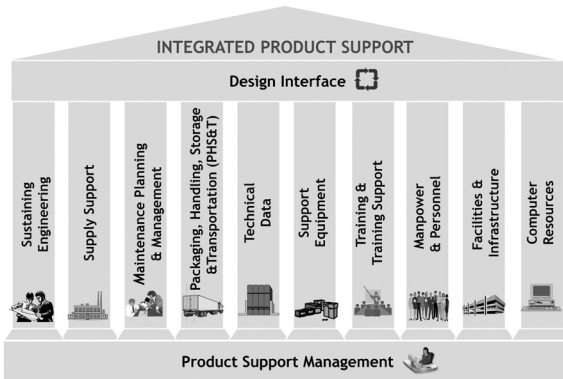 INTEGRATED PRODUCT SUPPORT
Design Interface
Sustaining
Engineering
Supply Support
Maintenance Planning
& Management
Packaging, Handling, Storage
&Transportation (PHS&T)
Technical
Data
Support
Equipment
Training &
Training Support
Manpower
& Personnel
Facilities &
Infrastructure
Computer
Resources
Product Support Management